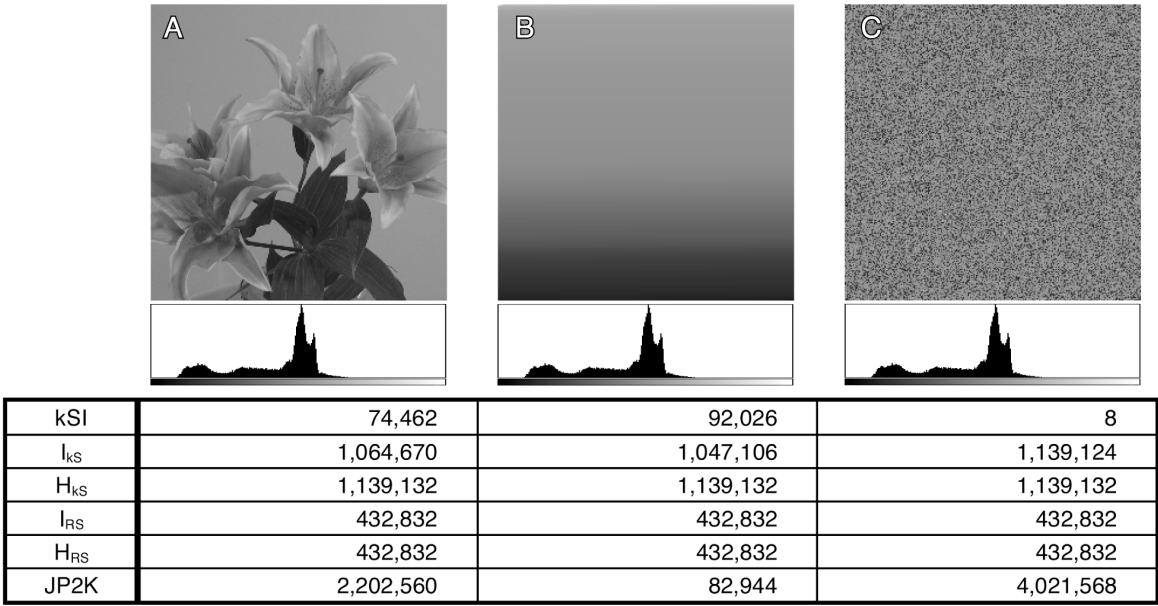 A B C
kSI 74,462 92,026 8
IkS 1,064,670 1,047,106 1,139,124
HkS 1,139,132 1,139,132 1,139,132
IRS 432,832 432,832 432,832
HRS 432,832 432,832 432,832
JP2K 2,202,560 82,944 4,021,568